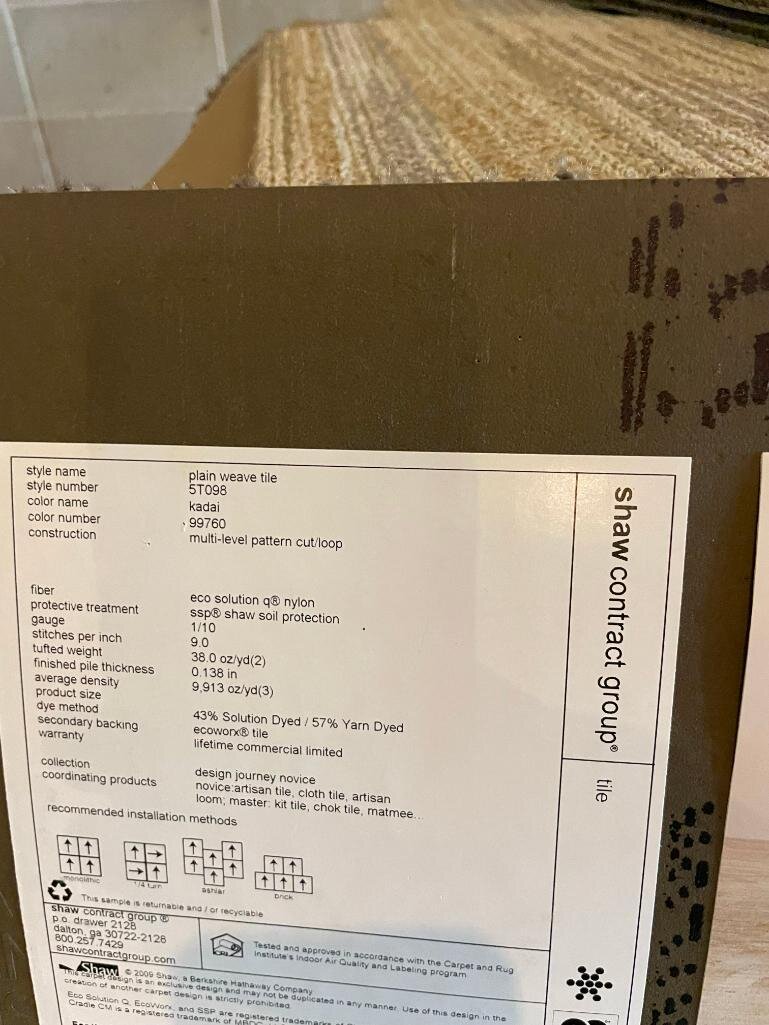 style name plain weave tile
style number 5T098
color name kadai
color number 99760
construction multi-level pattern cut/loop
fiber eco solution q® nylon
protective treatment ssp® shaw soil protection
gauge 1/10
stitches per inch 9.0
tufted weight 38.0 oz/yd(2)
finished pile thickness 0.138 in
average density 9,913 oz/yd(3)
product size
dye method 43% Solution Dyed / 57% Yarn Dyed
secondary backing ecoworx® tile
warranty lifetime commercial limited
collection design journey novice
coordinating products novice:artisan tile, cloth tile, artisan
loom; master: kit tile, chok tile, matmee...
recommended installation methods
monolithic 1/4 turn ashlar brick
This sample is returnable and / or recyclable
shaw contract group ®
p.o. drawer 2128
dalton, ga 30722-2128
800.257.7429
shawcontractgroup.com
CRI
Tested and approved in accordance with the Carpet and Rug
Institute's Indoor Air Quality and Labeling program
Shaw © 2009 Shaw, a Berkshire Hathaway Company
This carpet design is an exclusive design and may not be duplicated in any manner. Use of this design in the
creation of another carpet design is strictly prohibited.
Eco Solution Q, EcoWorx, and SSP are registered trademarks
Cradle CM is a registered trademark of MBDC
shaw contract group®
tile